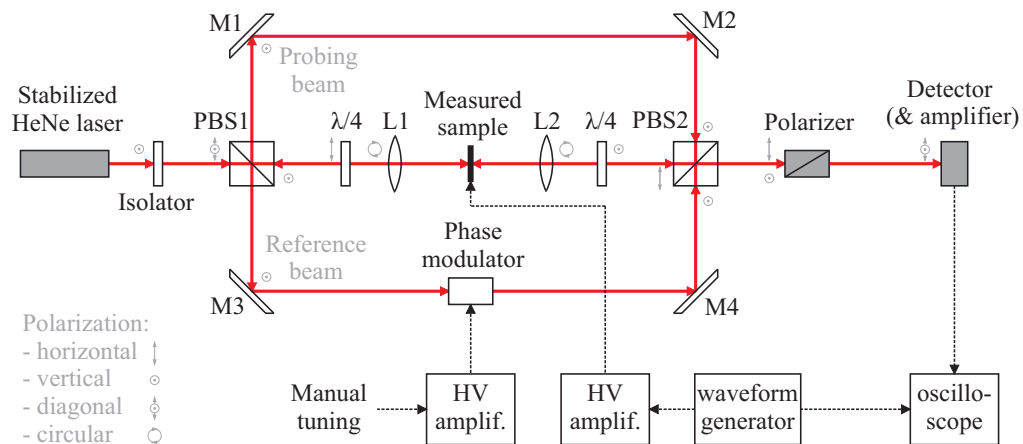 M1
M2
Probing
beam
Stabilized
HeNe laser
PBS1
λ/4
L1
Measured
sample
L2
λ/4
PBS2
Polarizer
Detector
(& amplifier)
Isolator
Reference
beam
Phase
modulator
M3
M4
Polarization:
- horizontal
- vertical
- diagonal
- circular
Manual
tuning
HV
amplif.
HV
amplif.
waveform
generator
oscillo-
scope